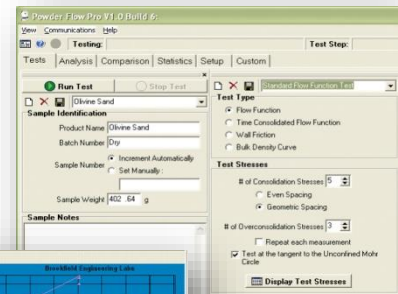 Powder Flow Pro V1.0 Build 6:
View Communications Help
Testing: Test Step:
Tests Analysis Comparison Statistics Setup Custom
Run Test Stop Test
Standard Flow Function Test
Olivine Sand
Test Type
Flow Function
Time Consolidated Flow Function
Wall Friction
Bulk Density Curve
Sample Identification
Product Name Olivine Sand
Batch Number Dry
Sample Number Increment Automatically
Set Manually :
Sample Weight 402 .64 g
Sample Notes
Test Stresses
# of Consolidation Stresses 5
Even Spacing
Geometric Spacing
# of Overconsolidation Stresses 3
Repeat each measurement
Test at the tangent to the Unconfined Mohr
Circle
Display Test Stresses
Brookfield Engineering Labs